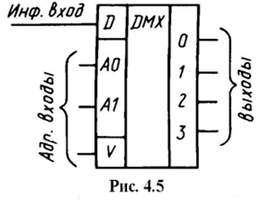 Инф. вход
D DMX
0
A0
1
A1
2
3
V
Адр. входы
Выходы
Рис. 4.5